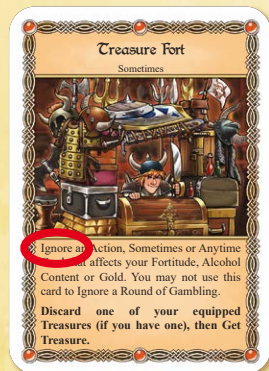 Treasure Fort
Sometimes
Ignore an Action, Sometimes or Anytime
affects your Fortitude, Alcohol
Content or Gold. You may not use this
card to Ignore a Round of Gambling.
Discard one of your equipped
Treasures (if you have one), then Get
Treasure.